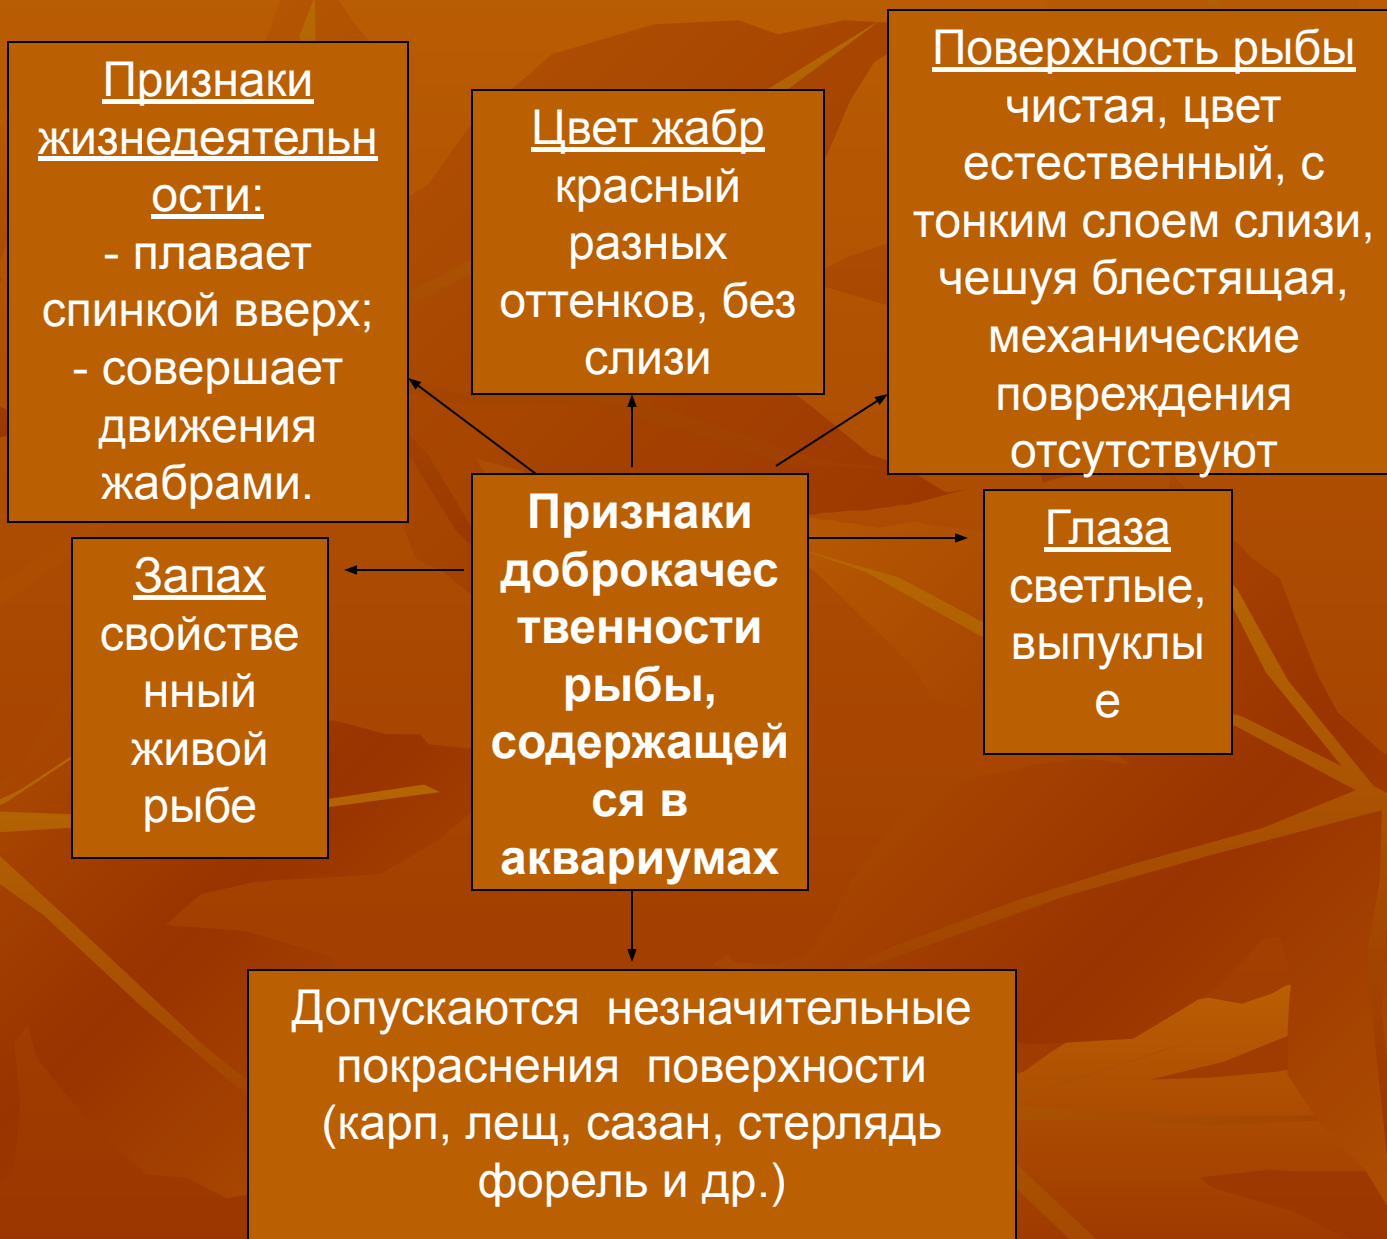 Признаки
жизнедеятельн
ости:
- плавает
спинкой вверх;
- совершает
движения
жабрами.
Цвет жабр
красный
разных
оттенков, без
слизи
Поверхность рыбы
чистая, цвет
естественный, с
тонким слоем слизи,
чешуя блестящая,
механические
повреждения
отсутствуют
Запах
свойстве
нный
живой
рыбе
Признаки
доброкачес
твенности
рыбы,
содержащей
ся в
аквариумах
Глаза
светлые,
выпуклы
е
Допускаются незначительные
покраснения поверхности
(карп, лещ, сазан, стерлядь
форель и др.)